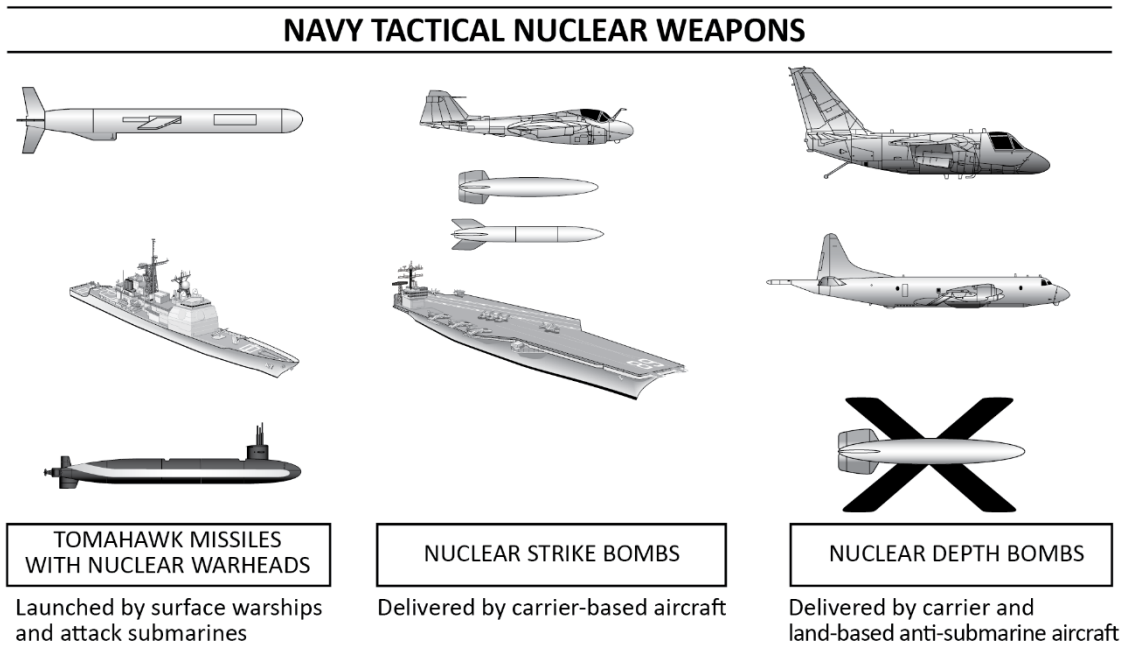 NAVY TACTICAL NUCLEAR WEAPONS
TOMAHAWK MISSILES
WITH NUCLEAR WARHEADS
Launched by surface warships
and attack submarines
NUCLEAR STRIKE BOMBS
Delivered by carrier-based aircraft
NUCLEAR DEPTH BOMBS
Delivered by carrier and
land-based anti-submarine aircraft